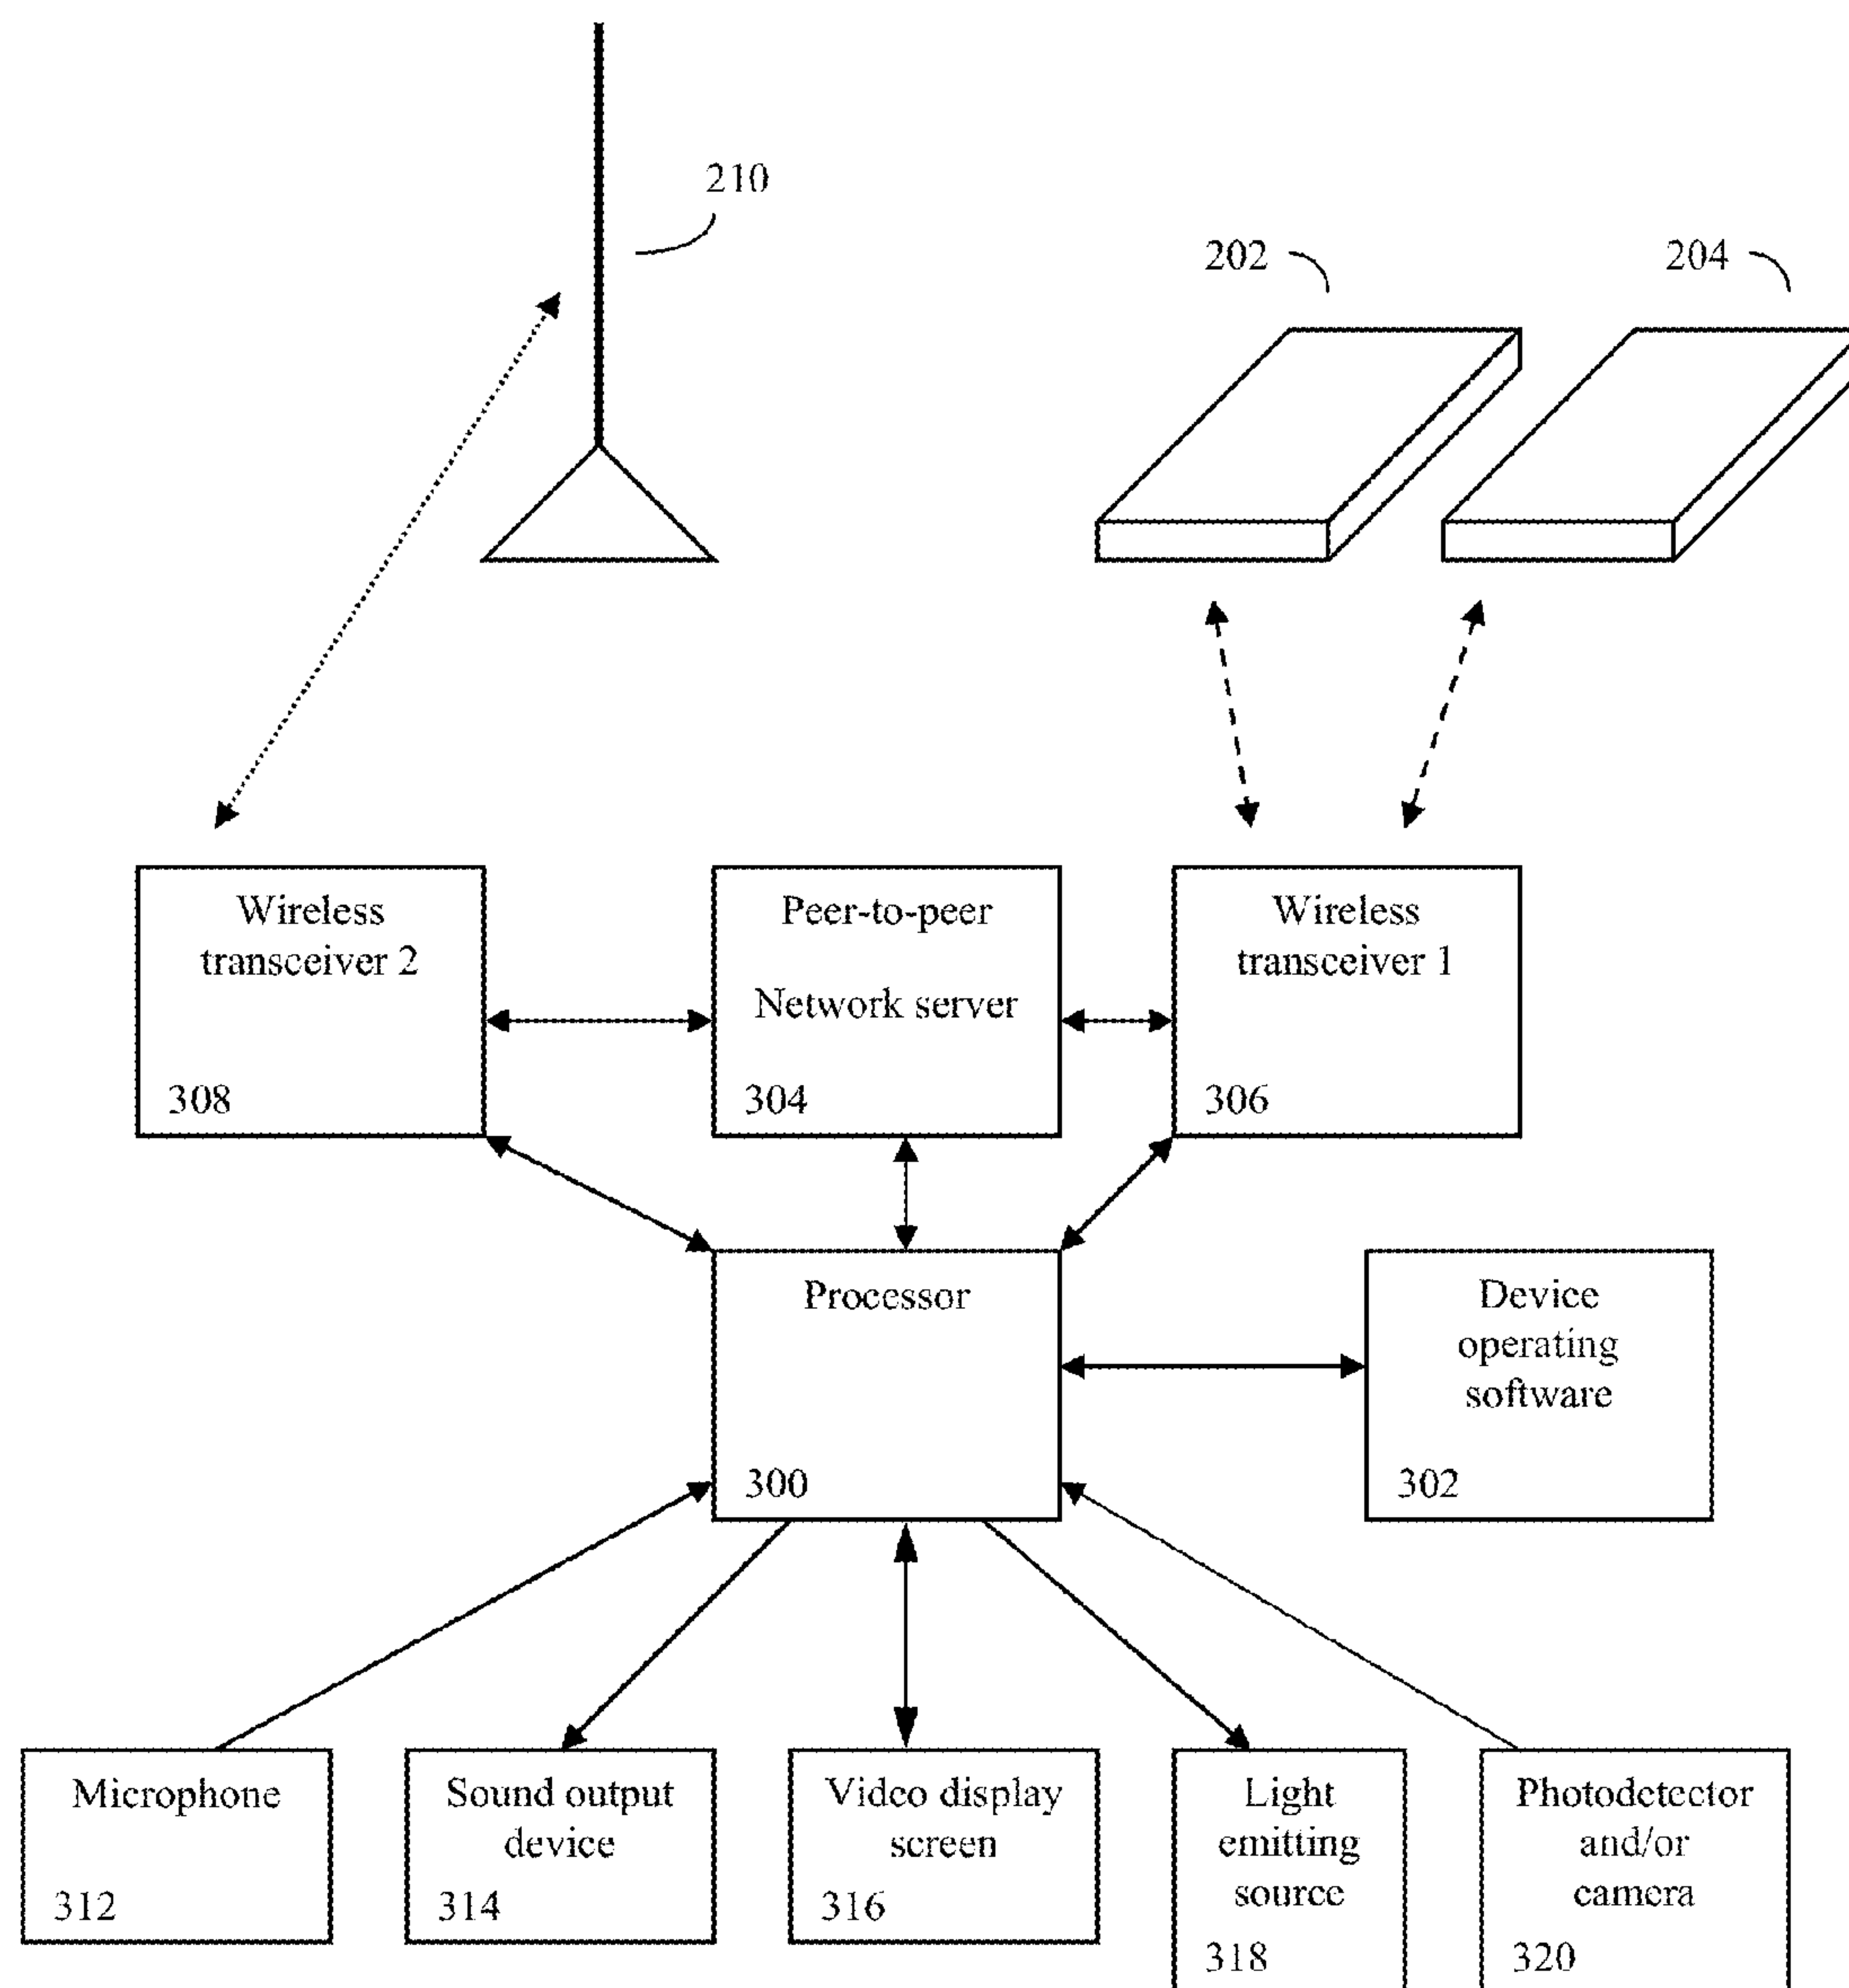 210
202
204
Wireless
transceiver 2
308
Peer-to-peer
Network server
304
Wireless
transceiver 1
306
Processor
300
Device
operating
software
302
Microphone
312
Sound output
device
314
Video display
screen
316
Light
emitting
source
318
Photodetector
and/or
camera
320